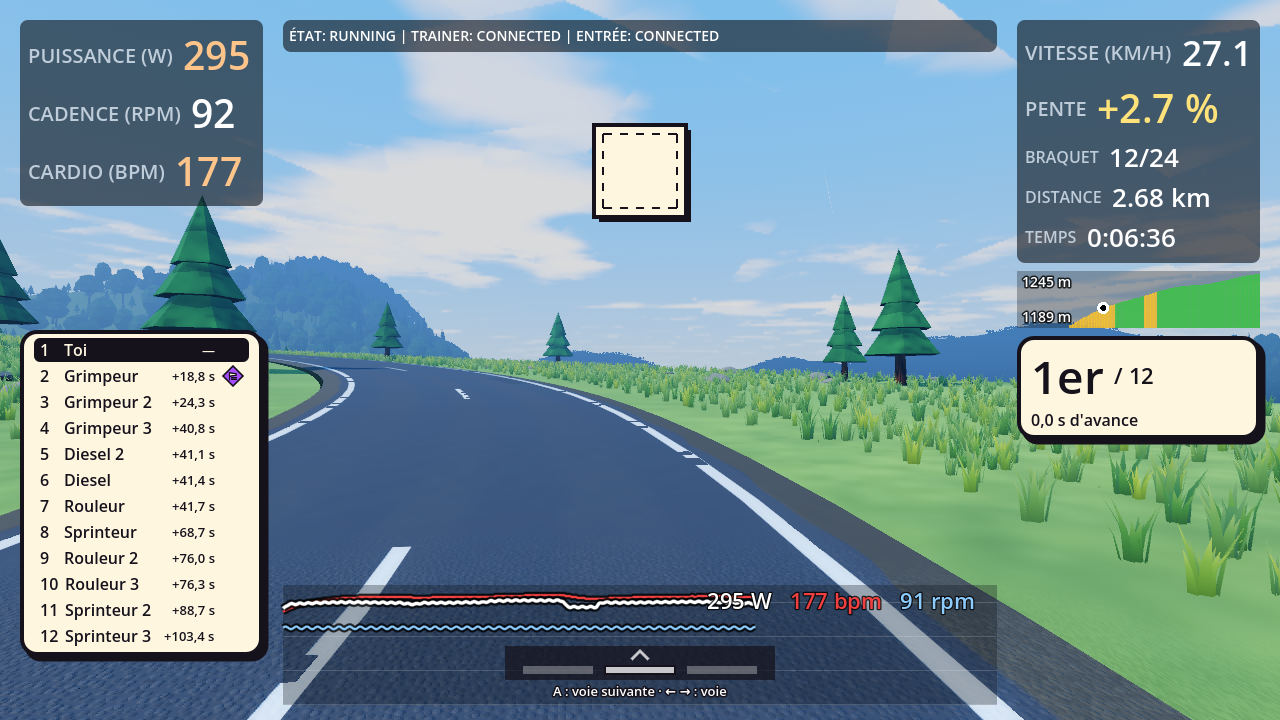 PUISSANCE (W) 295
CADENCE (RPM) 92
CARDIO (BPM) 177
ÉTAT: RUNNING | TRAINER: CONNECTED | ENTRÉE: CONNECTED
VITESSE (KM/H) 27.1
PENTE +2.7 %
BRAQUET 12/24
DISTANCE 2.68 km
TEMPS 0:06:36
1245 m
1189 m
1er / 12
0,0 s d'avance
1 Toi —
2 Grimpeur +18,8 s
3 Grimpeur 2 +24,3 s
4 Grimpeur 3 +40,8 s
5 Diesel 2 +41,1 s
6 Diesel +41,4 s
7 Rouleur +41,7 s
8 Sprinteur +68,7 s
9 Rouleur 2 +76,0 s
10 Rouleur 3 +76,3 s
11 Sprinteur 2 +88,7 s
12 Sprinteur 3 +103,4 s
295 W 177 bpm 91 rpm
A : voie suivante · ← → : voie